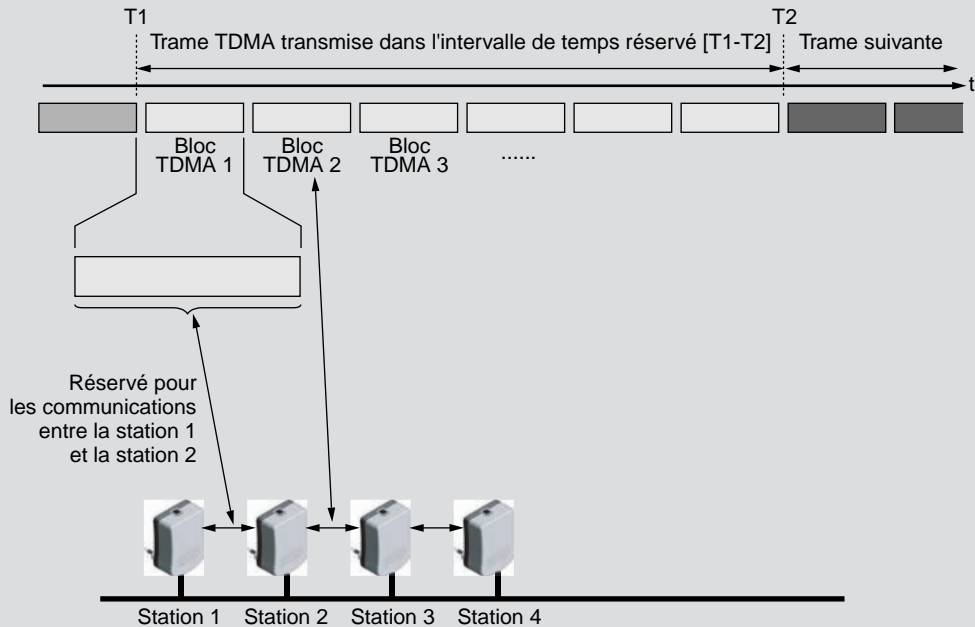 T1
T2
Trame TDMA transmise dans l'intervalle de temps réservé [T1-T2]
Trame suivante
t
Bloc
TDMA 1
Bloc
TDMA 2
Bloc
TDMA 3
......
Réservé pour
les communications
entre la station 1
et la station 2
Station 1
Station 2
Station 3
Station 4